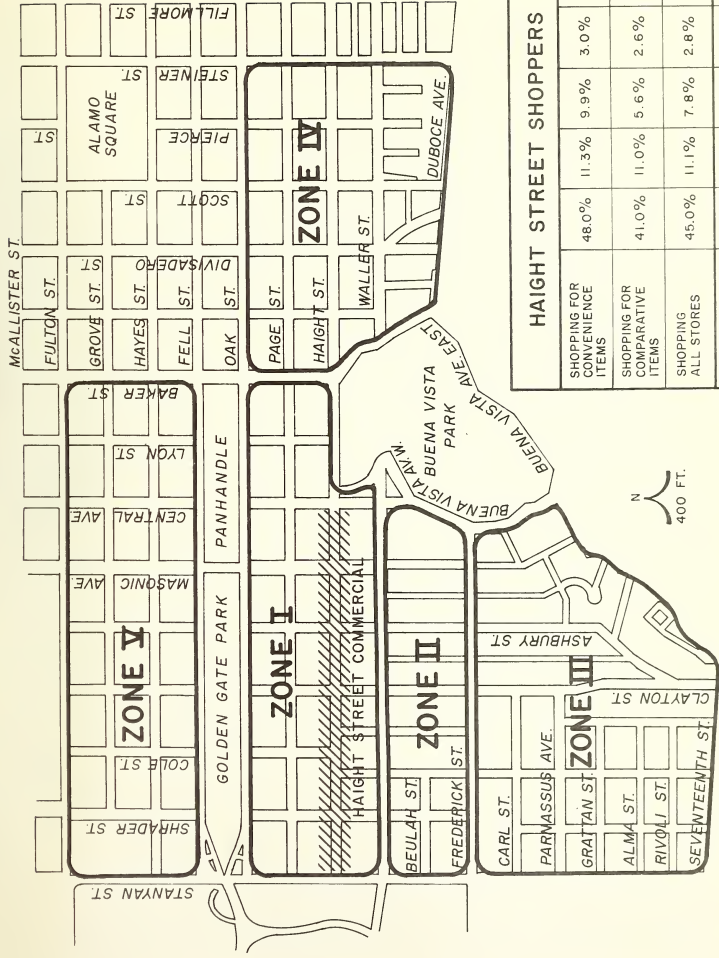 McALLISTER ST.
FULTON ST.
GROVE ST.
HAYES ST.
FELL ST.
OAK ST.
PAGE ST.
HAIGHT ST.
WALLER ST.
DUBOCE AVE.
FILLMORE ST.
STEINER ST.
PIERCE ST.
SCOTT ST.
DIVISADERO ST.
BAKER ST.
LYON ST.
CENTRAL AVE.
MASONIC AVE.
COLE ST.
SHRADER ST.
STANYAN ST.
ALAMO
SQUARE
PANHANDLE
GOLDEN GATE PARK
ZONE V
ZONE I
ZONE IV
ZONE II
ZONE III
HAIGHT STREET COMMERCIAL
BUENA VISTA
PARK
BUENA VISTA AV. W.
BUENA VISTA AVE. EAST
BUENA VISTA
BEULAH ST.
FREDERICK ST.
CARL ST.
PARNASSUS AVE.
GRATTAN ST.
ALMA ST.
RIVOLI ST.
SEVENTEENTH ST.
ASHBURY ST.
CLAYTON ST.
N
400 FT.
HAIGHT STREET SHOPPERS
SHOPPING FOR
CONVENIENCE
ITEMS
48.0% 11.3% 9.9% 3.0%
SHOPPING FOR
COMPARATIVE
ITEMS
41.0% 11.0% 5.6% 2.6%
SHOPPING
ALL STORES
45.0% 11.1% 7.8% 2.8%